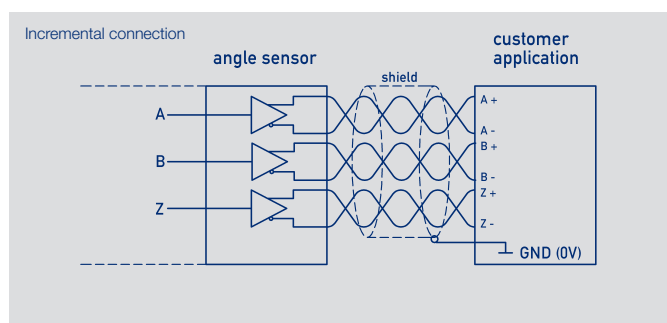 Incremental connection
angle sensor
customer
application
shield
A
B
Z
A +
A -
B +
B -
Z +
Z -
GND (0V)